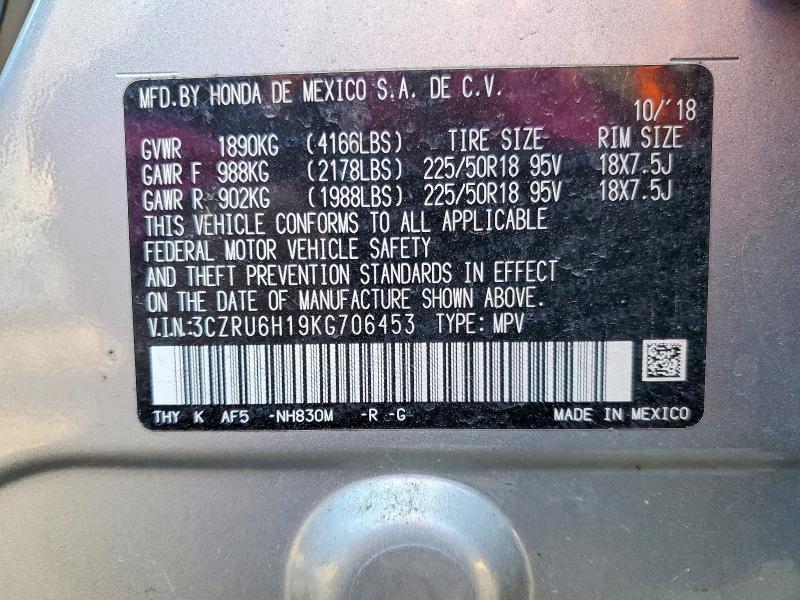 MFD.BY HONDA DE MEXICO S.A. DE C.V.
10/'18
GVWR 1890KG (4166LBS) TIRE SIZE RIM SIZE
GAWR F 988KG (2178LBS) 225/50R18 95V 18X7.5J
GAWR R 902KG (1988LBS) 225/50R18 95V 18X7.5J
THIS VEHICLE CONFORMS TO ALL APPLICABLE
FEDERAL MOTOR VEHICLE SAFETY
AND THEFT PREVENTION STANDARDS IN EFFECT
ON THE DATE OF MANUFACTURE SHOWN ABOVE.
V.I.N.:3CZRU6H19KG706453 TYPE: MPV
THY K AF5 -NH830M -R -G- MADE IN MEXICO